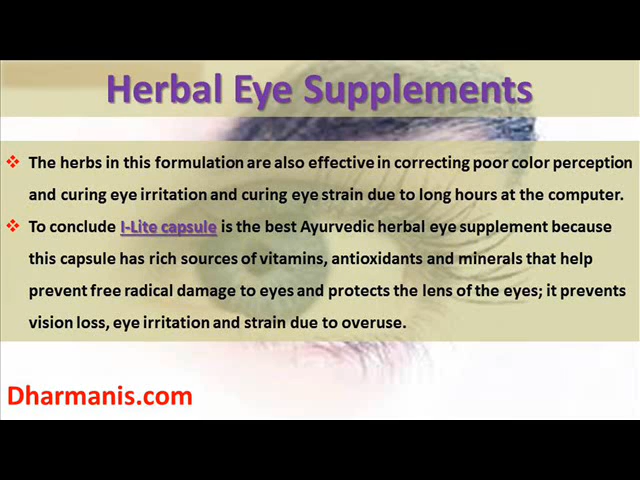 Herbal Eye Supplements
The herbs in this formulation are also effective in correcting poor color perception
and curing eye irritation and curing eye strain due to long hours at the computer.
To conclude I-Lite capsule is the best Ayurvedic herbal eye supplement because
this capsule has rich sources of vitamins, antioxidants and minerals that help
prevent free radical damage to eyes and protects the lens of the eyes; it prevents
vision loss, eye irritation and strain due to overuse.
Dharmanis.com